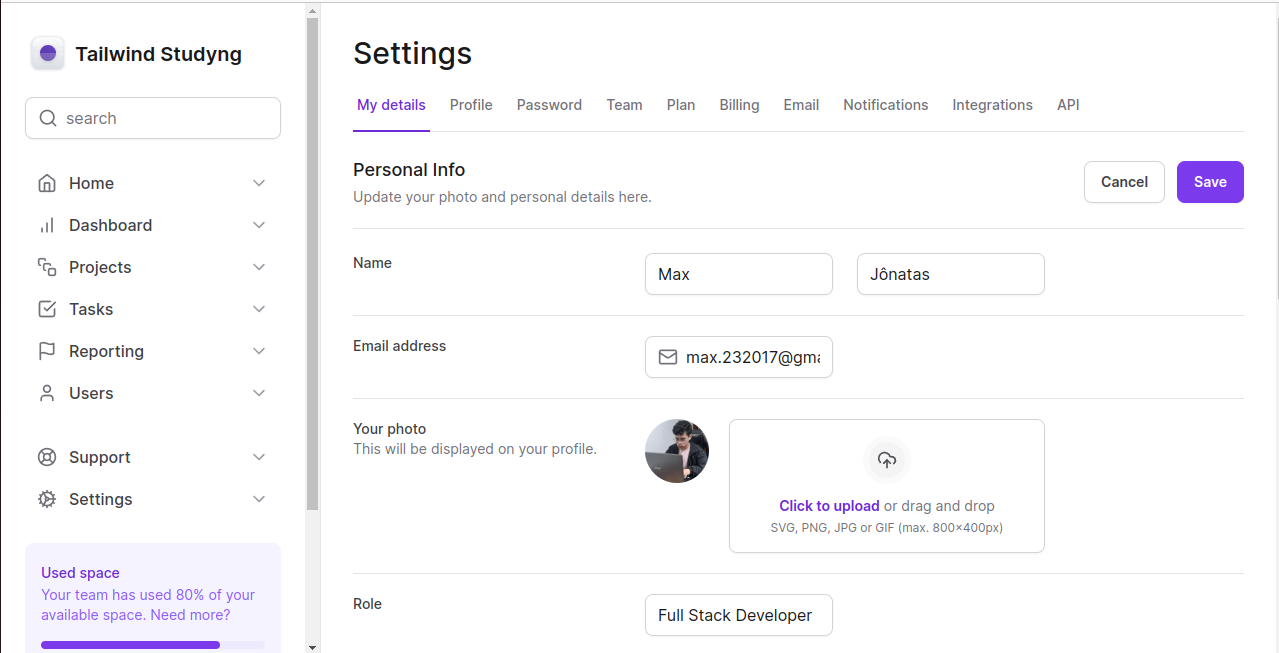 Tailwind Studyng
search
Home
Dashboard
Projects
Tasks
Reporting
Users
Support
Settings
Used space
Your team has used 80% of your
available space. Need more?
Settings
My details Profile Password Team Plan Billing Email Notifications Integrations API
Personal Info
Update your photo and personal details here.
Cancel Save
Name
Max Jônatas
Email address
max.232017@gma
Your photo
This will be displayed on your profile.
Click to upload or drag and drop
SVG, PNG, JPG or GIF (max. 800×400px)
Role
Full Stack Developer